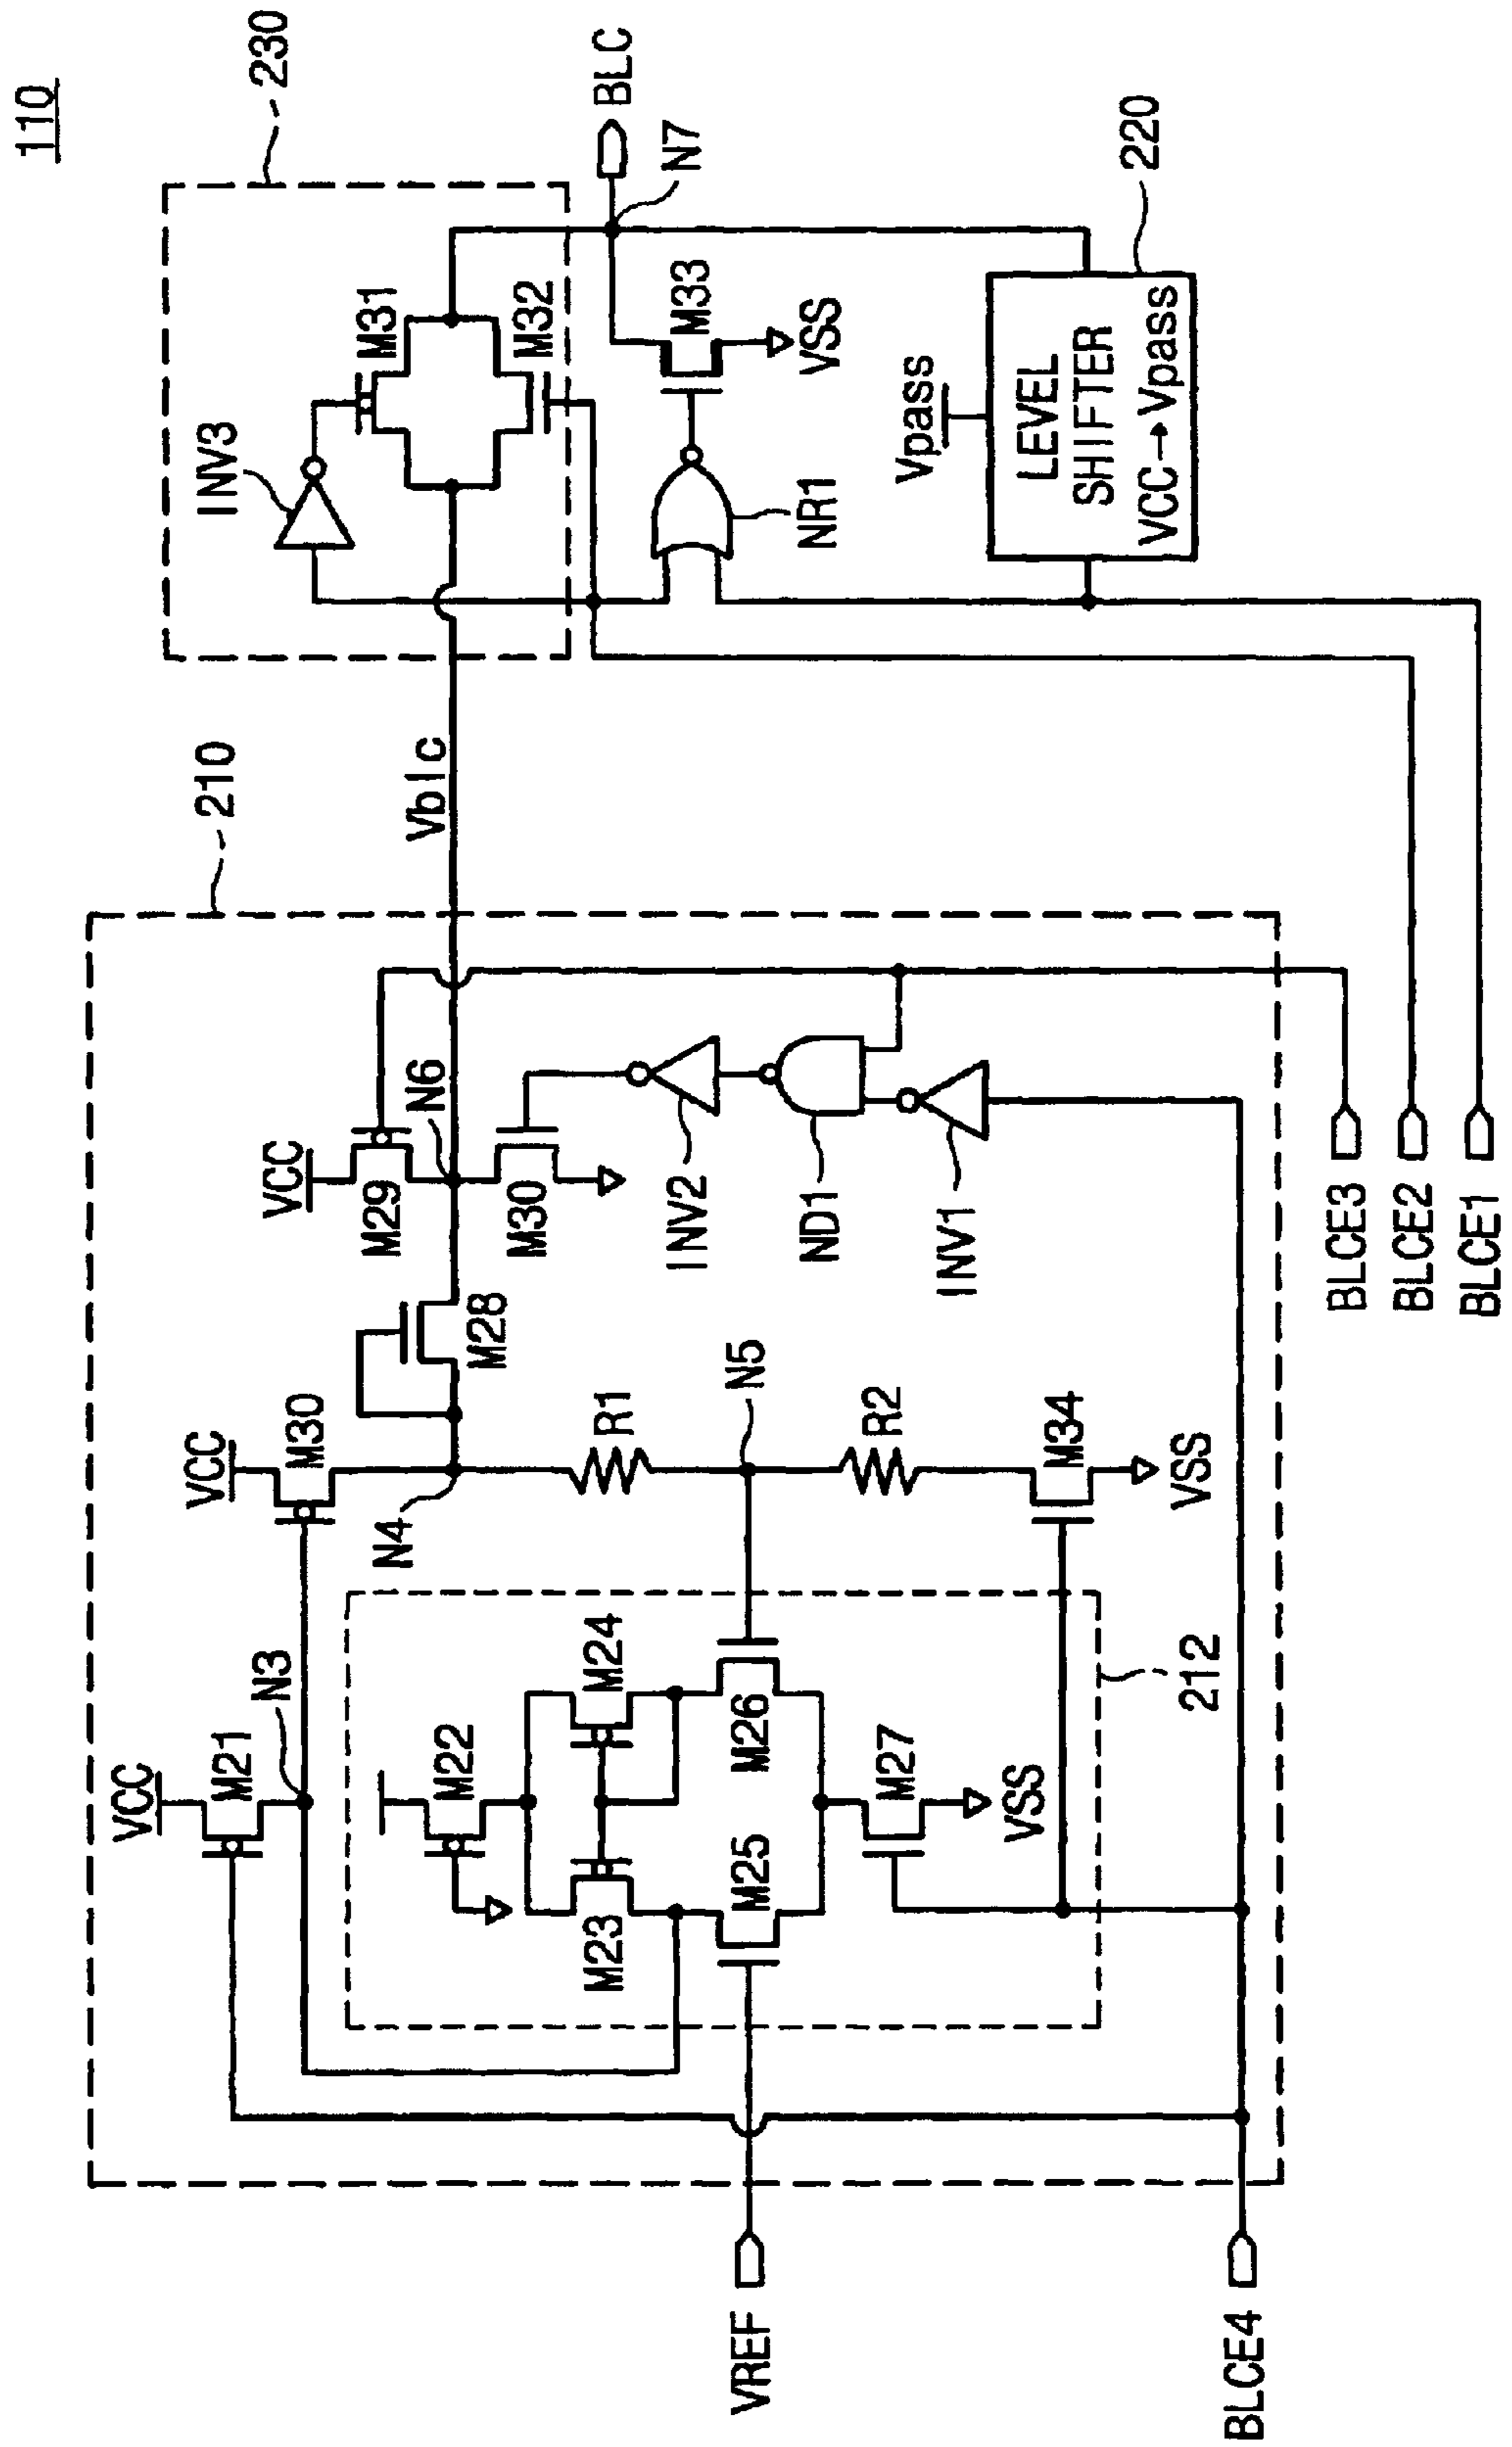 110
230
BLC
N7
220
M31
M32
INV3
M33
VSS
NR1
Vpass
LEVEL
SHIFTER
VCC→Vpass
Vblc
210
VCC
M29
N6
M30
INV2
ND1
INV1
BLCE3
BLCE2
BLCE1
M28
VCC
M30
N4
R1
N5
R2
M34
VSS
N3
VCC
M21
M22
M24
M23
M26
M25
M27
VSS
212
VREF
BLCE4